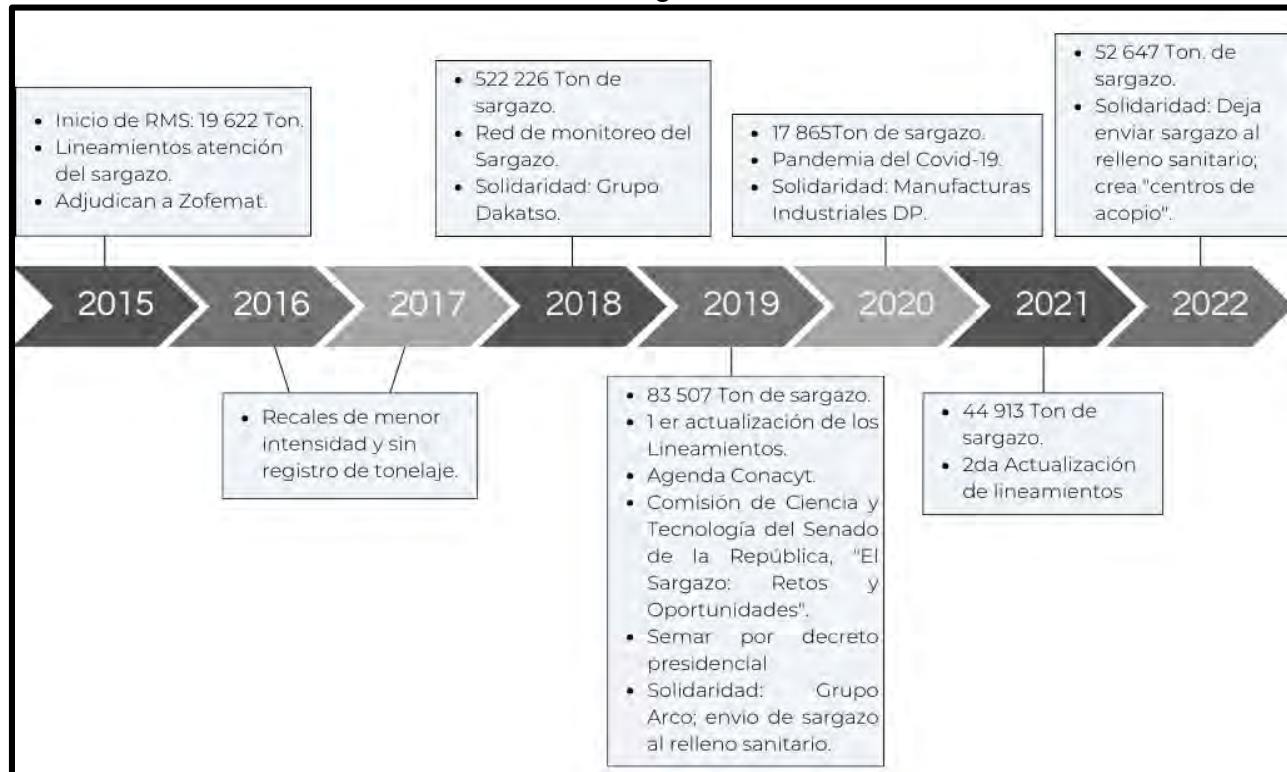 • Inicio de RMS: 19 622 Ton.
• Lineamientos atención
del sargazo.
• Adjudican a Zofemat.
• 522 226 Ton de
sargazo.
• Red de monitoreo del
Sargazo.
• Solidaridad: Grupo
Dakatso.
• 17 865Ton de sargazo.
• Pandemia del Covid-19.
• Solidaridad: Manufacturas
Industriales DP.
• 52 647 Ton. de
sargazo.
• Solidaridad: Deja
enviar sargazo al
relleno sanitario;
crea "centros de
acopio".
2015 2016 2017 2018 2019 2020 2021 2022
• Recales de menor
intensidad y sin
registro de tonelaje.
• 83 507 Ton de sargazo.
• 1 er actualización de los
Lineamientos.
• Agenda Conacyt.
• Comisión de Ciencia y
Tecnología del Senado
de la República, "El
Sargazo: Retos y
Oportunidades".
• Semar por decreto
presidencial
• Solidaridad: Grupo
Arco; envio de sargazo
al relleno sanitario.
• 44 913 Ton de
sargazo.
• 2da Actualización
de lineamientos